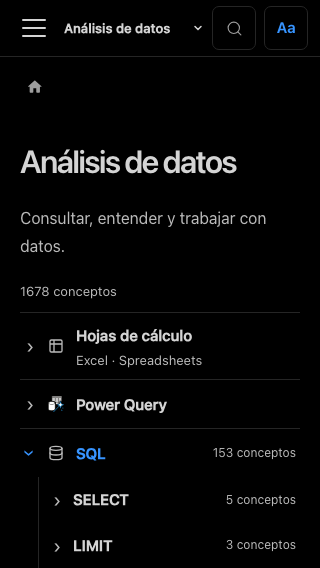 Análisis de datos
Aa
Análisis de datos
Consultar, entender y trabajar con
datos.
1678 conceptos
Hojas de cálculo
Excel · Spreadsheets
Power Query
SQL 153 conceptos
SELECT 5 conceptos
LIMIT 3 conceptos